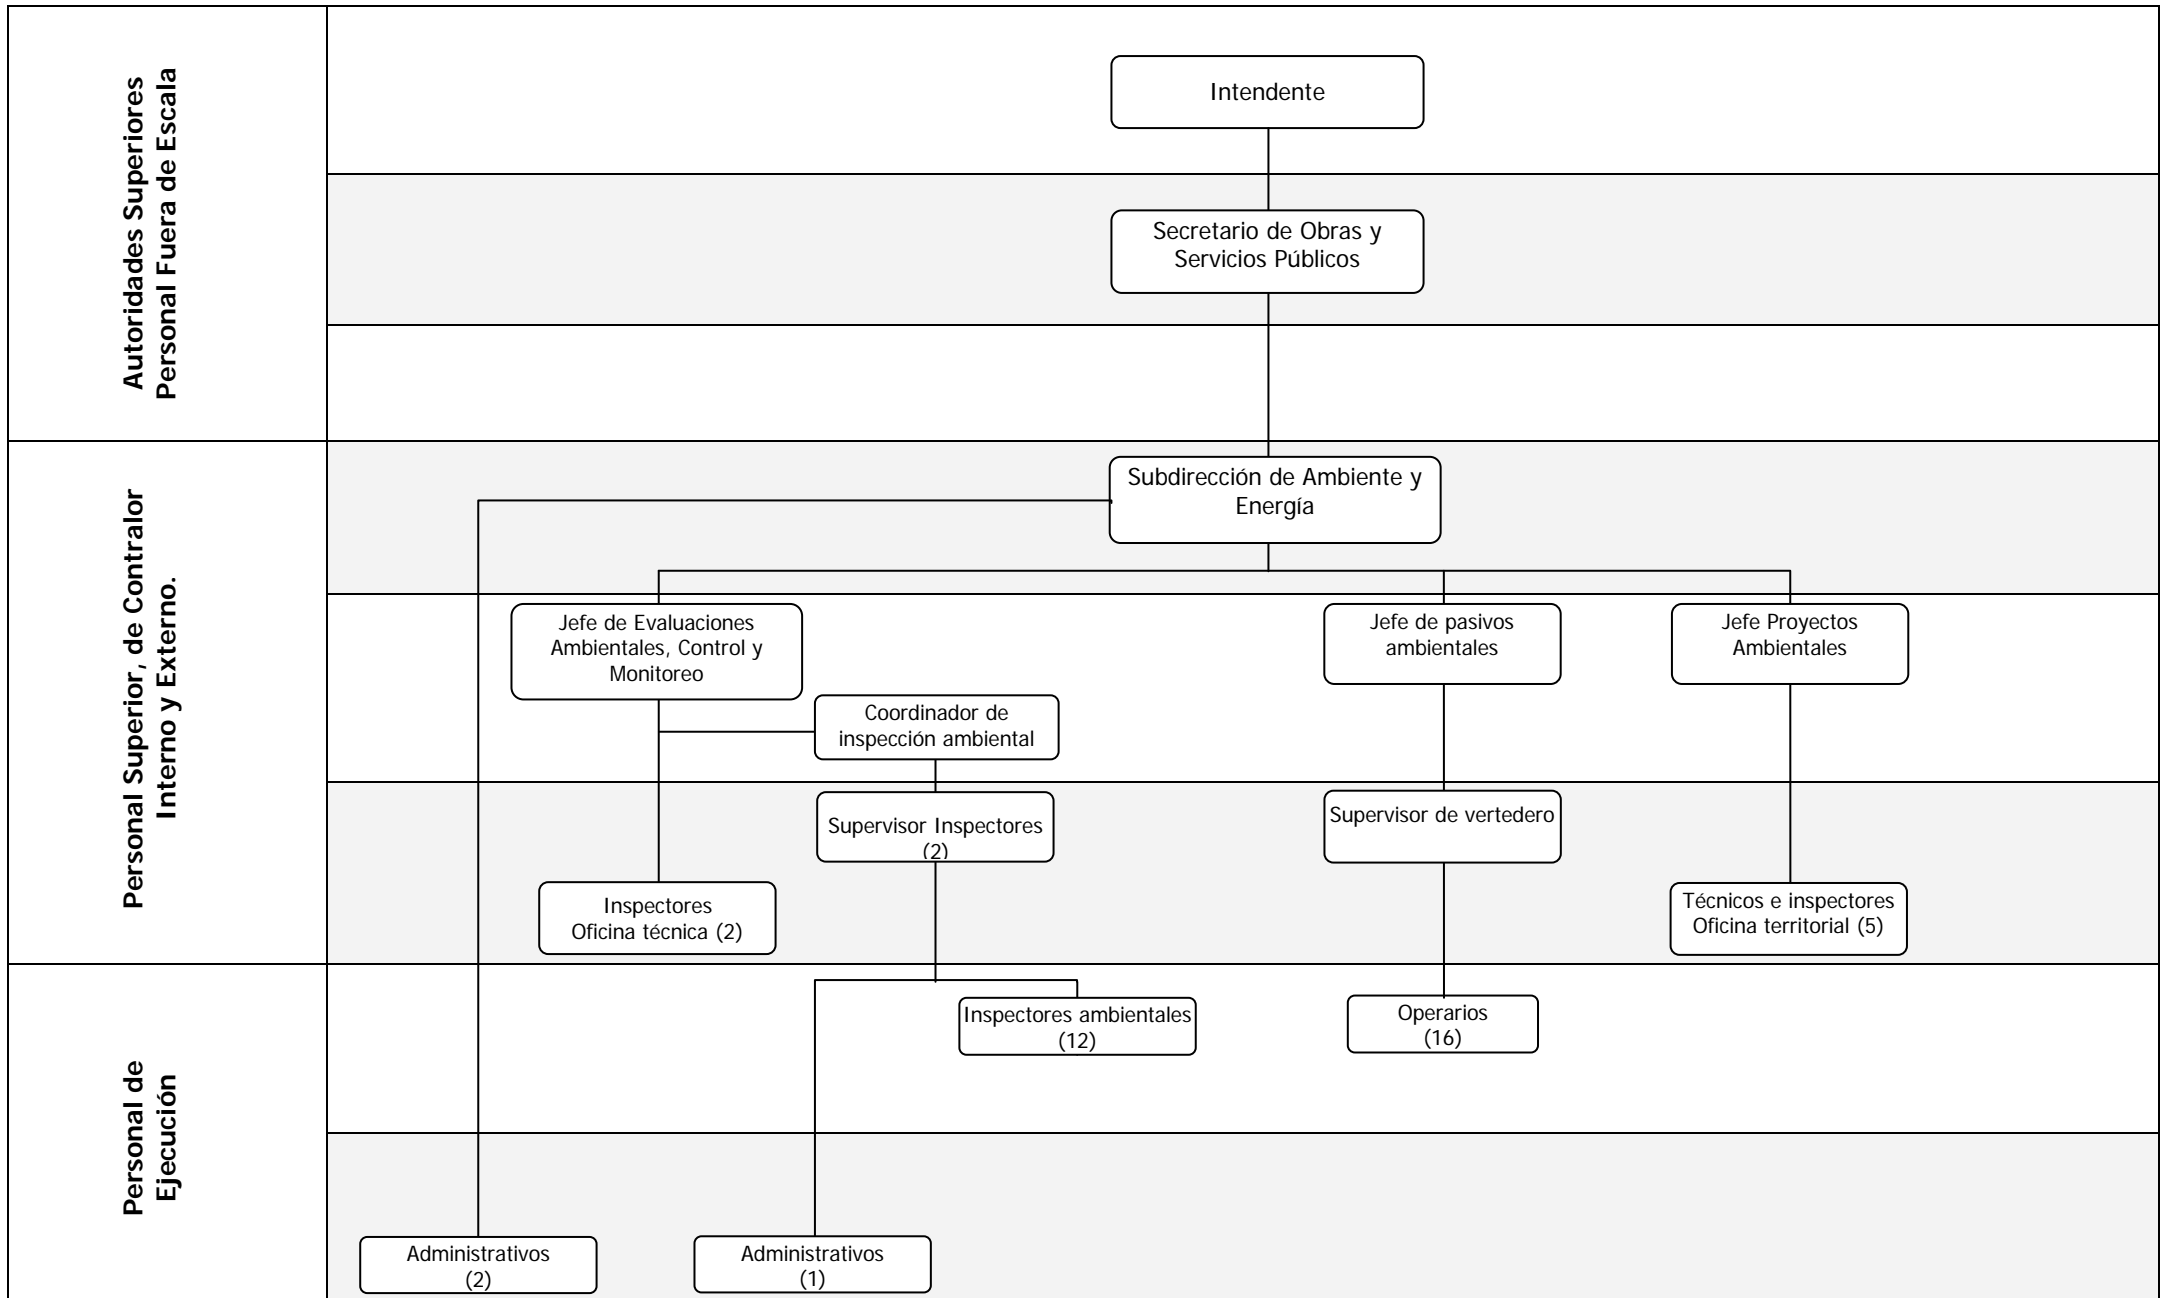 Autoridades Superiores
Personal Fuera de Escala
Intendente
Secretario de Obras y
Servicios Públicos
Personal Superior, de Contralor
Interno y Externo.
Subdirección de Ambiente y
Energía
Jefe de Evaluaciones
Ambientales, Control y
Monitoreo
Jefe de pasivos
ambientales
Jefe Proyectos
Ambientales
Coordinador de
inspección ambiental
Supervisor Inspectores
(2)
Supervisor de vertedero
Inspectores
Oficina técnica (2)
Técnicos e inspectores
Oficina territorial (5)
Personal de
Ejecución
Inspectores ambientales
(12)
Operarios
(16)
Administrativos
(2)
Administrativos
(1)